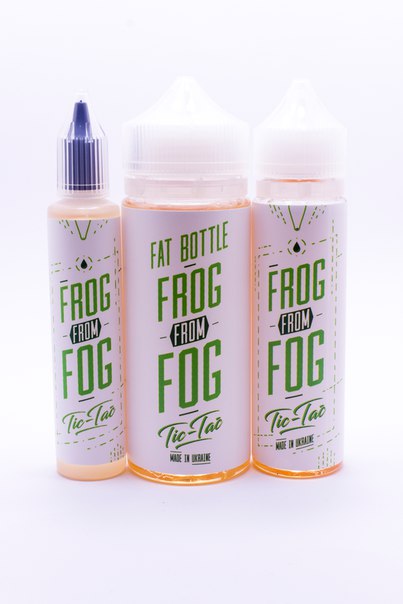 FROG
FROM
FOG
Tic-Tac
FAT BOTTLE
FROG
FROM
FOG
Tic-Tac
MADE IN UKRAINE
FROG
FROM
FOG
Tic-Tac
MADE IN UKRAINE